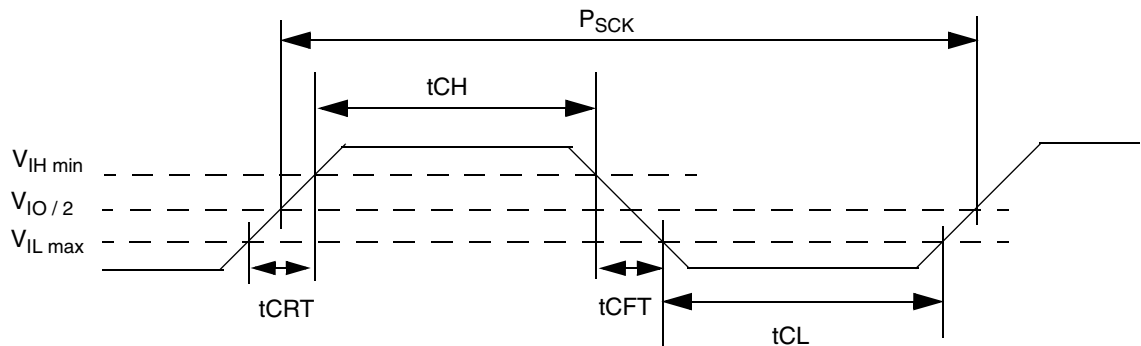 PSCK
tCH
VIH min
VIO / 2
VIL max
tCRT
tCFT
tCL